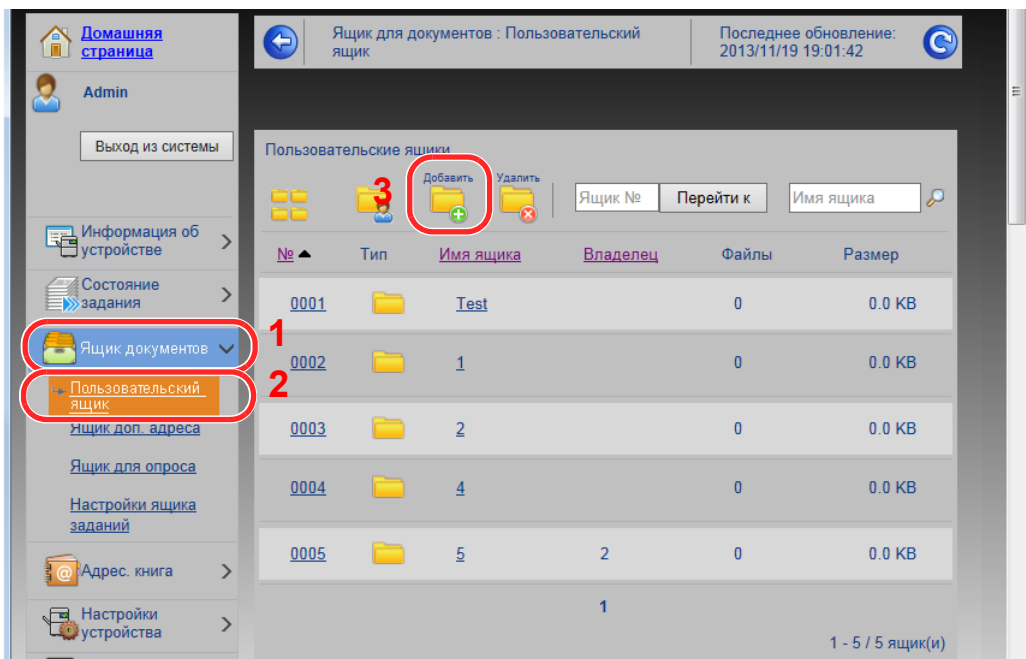 Домашняя
страница
Admin
Выход из системы
Информация об
устройстве
Состояние
задания
1
Ящик документов
2
Пользовательский
ящик
Ящик доп. адреса
Ящик для опроса
Настройки ящика
заданий
Адрес. книга
Настройки
устройства
Ящик для документов : Пользовательский
ящик
Последнее обновление:
2013/11/19 19:01:42
Пользовательские ящики
3
Добавить Удалить
Ящик № Перейти к Имя ящика
№ Тип Имя ящика Владелец Файлы Размер
0001 Test 0 0.0 KB
0002 1 0 0.0 KB
0003 2 0 0.0 KB
0004 4 0 0.0 KB
0005 5 2 0 0.0 KB
1
1 - 5 / 5 ящик(и)